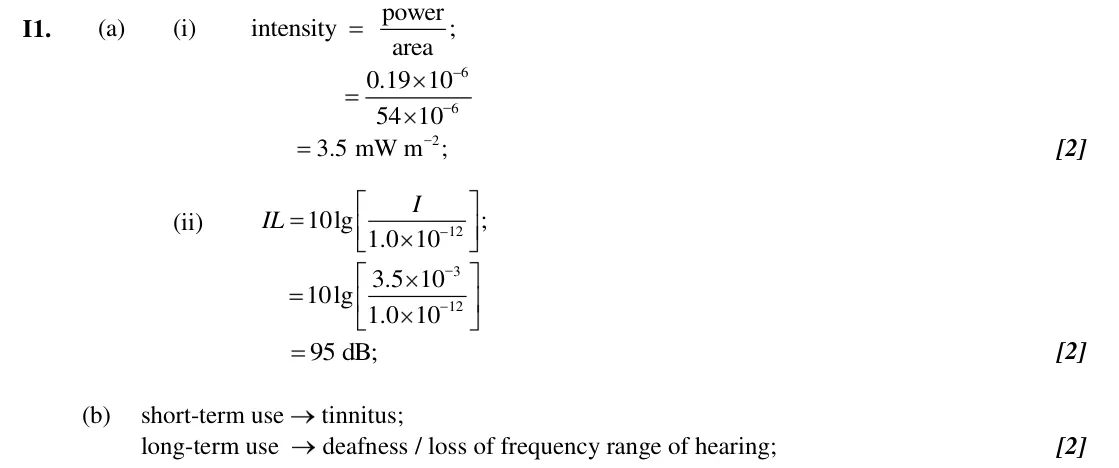 I1. (a) (i) intensity = power/area;
= 0.19×10⁻⁶/54×10⁻⁶
= 3.5 mW m⁻²; [2]
(ii) IL = 10lg[I/1.0×10⁻¹²];
= 10lg[3.5×10⁻³/1.0×10⁻¹²]
= 95 dB; [2]
(b) short-term use → tinnitus;
long-term use → deafness / loss of frequency range of hearing; [2]